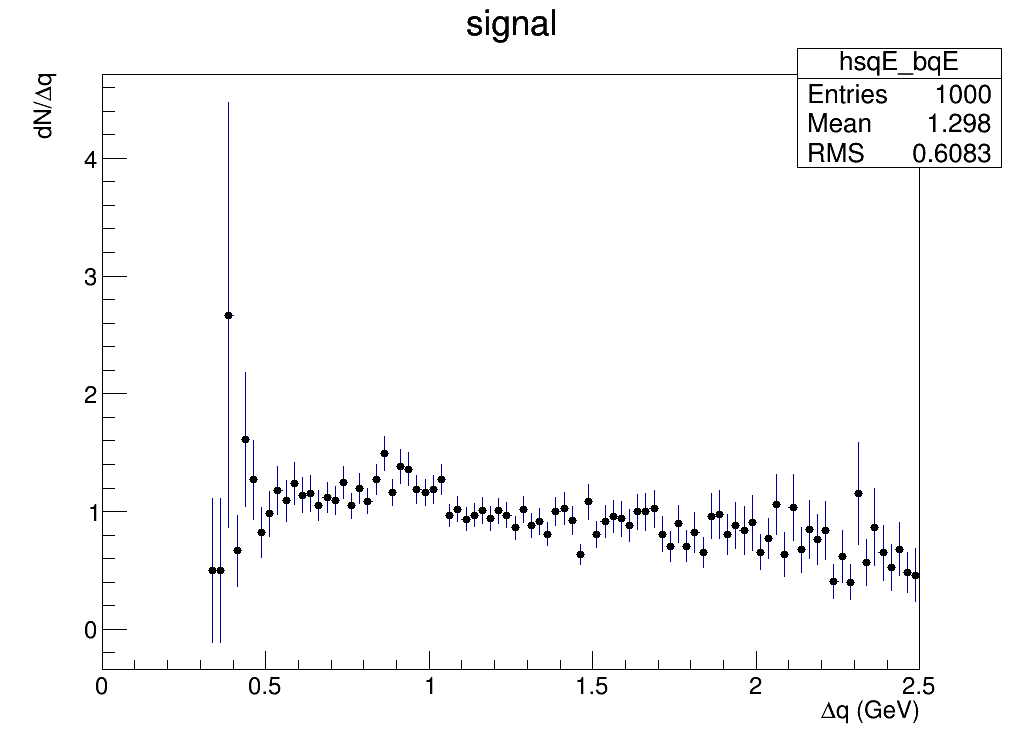 signal
hsqE_bqE
Entries 1000
Mean 1.298
RMS 0.6083
dN/Δq
4
3
2
1
0
0 0.5 1 1.5 2 2.5
Δq (GeV)